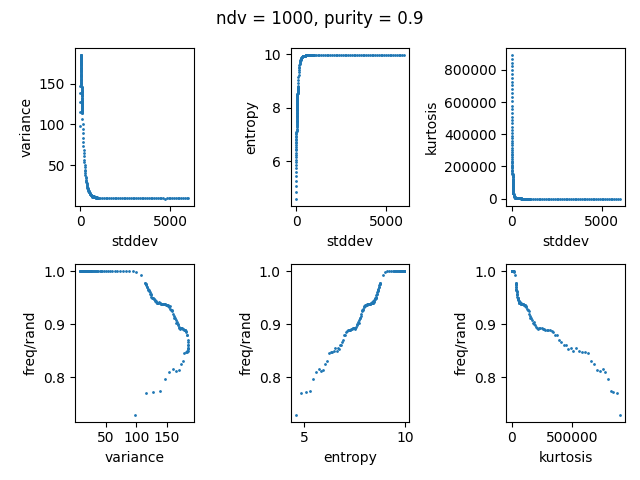 ndv = 1000, purity = 0.9
150
100
50
variance
0
5000
stddev
10
8
6
entropy
0
5000
stddev
800000
600000
400000
200000
0
kurtosis
0
5000
stddev
1.0
0.9
0.8
freq/rand
50
100
150
variance
1.0
0.9
0.8
freq/rand
5
10
entropy
1.0
0.9
0.8
freq/rand
0
500000
kurtosis